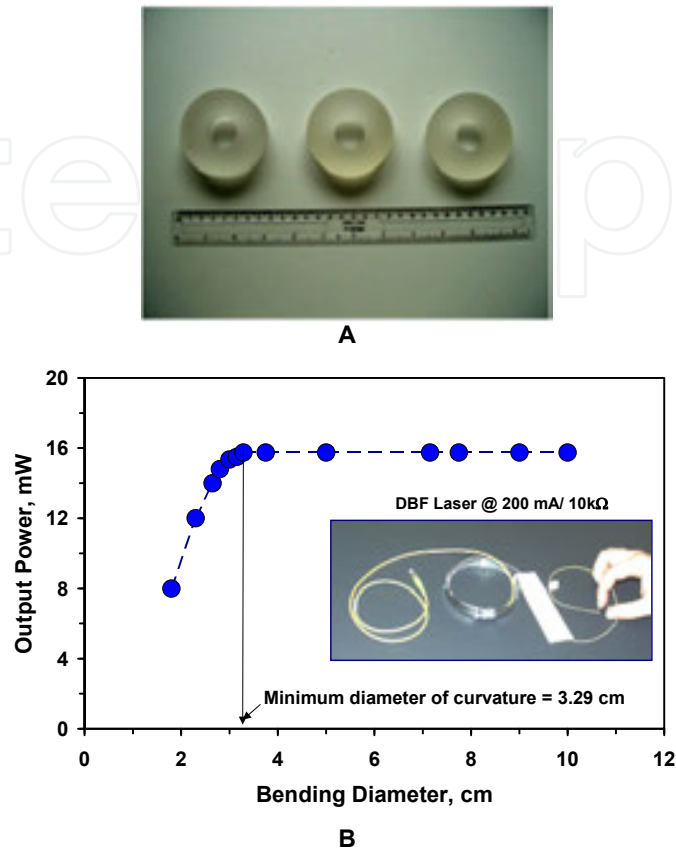 A
20
16
12
8
4
0
Output Power, mW
DBF Laser @ 200 mA/ 10kΩ
Minimum diameter of curvature = 3.29 cm
0 2 4 6 8 10 12
Bending Diameter, cm
B